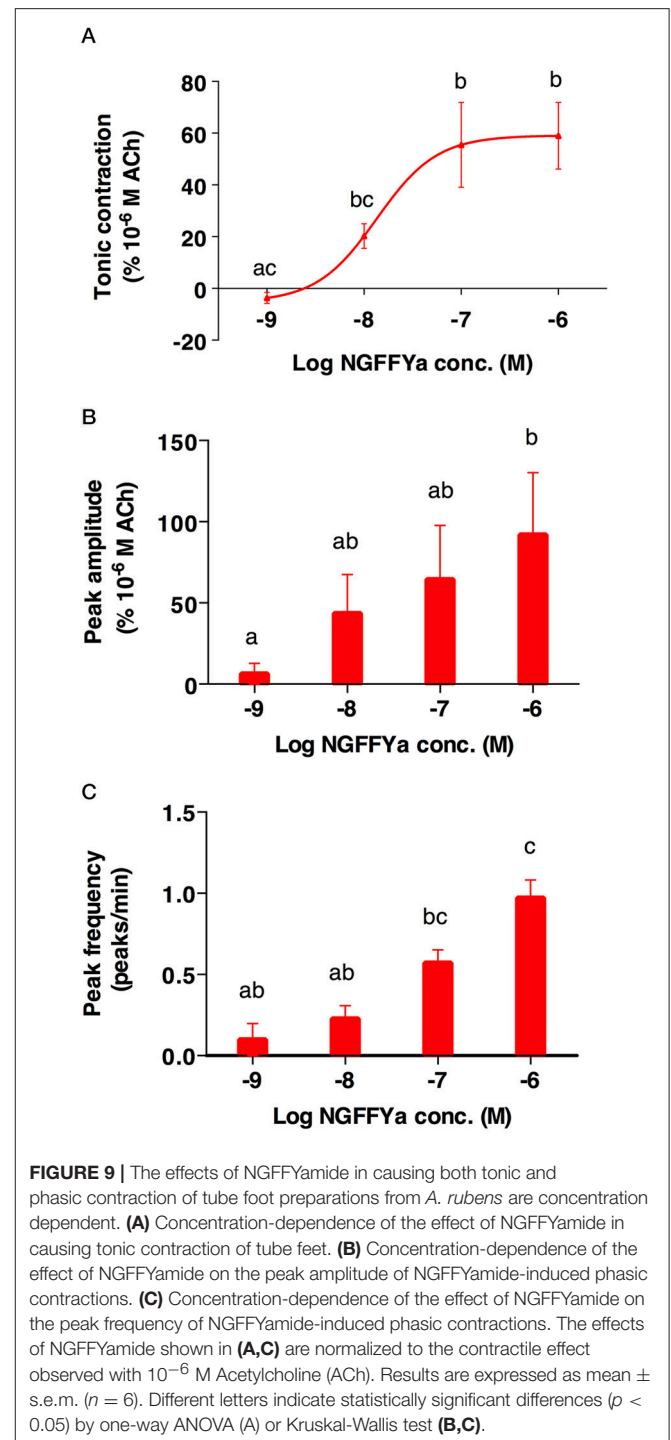 A
80
60
40
20
0
-20
Tonic contraction
(% 10⁻⁶ M ACh)
ac
bc
b
b
-9
-8
-7
-6
Log NGFFYa conc. (M)
B
150
100
50
0
Peak amplitude
(% 10⁻⁶ M ACh)
a
ab
ab
b
-9
-8
-7
-6
Log NGFFYa conc. (M)
C
1.5
1.0
0.5
0.0
Peak frequency
(peaks/min)
ab
ab
bc
c
-9
-8
-7
-6
Log NGFFYa conc. (M)
FIGURE 9 | The effects of NGFFYamide in causing both tonic and
phasic contraction of tube foot preparations from A. rubens are concentration
dependent. (A) Concentration-dependence of the effect of NGFFYamide in
causing tonic contraction of tube feet. (B) Concentration-dependence of the
effect of NGFFYamide on the peak amplitude of NGFFYamide-induced phasic
contractions. (C) Concentration-dependence of the effect of NGFFYamide on
the peak frequency of NGFFYamide-induced phasic contractions. The effects
of NGFFYamide shown in (A,C) are normalized to the contractile effect
observed with 10⁻⁶ M Acetylcholine (ACh). Results are expressed as mean ±
s.e.m. (n = 6). Different letters indicate statistically significant differences (p <
0.05) by one-way ANOVA (A) or Kruskal-Wallis test (B,C).